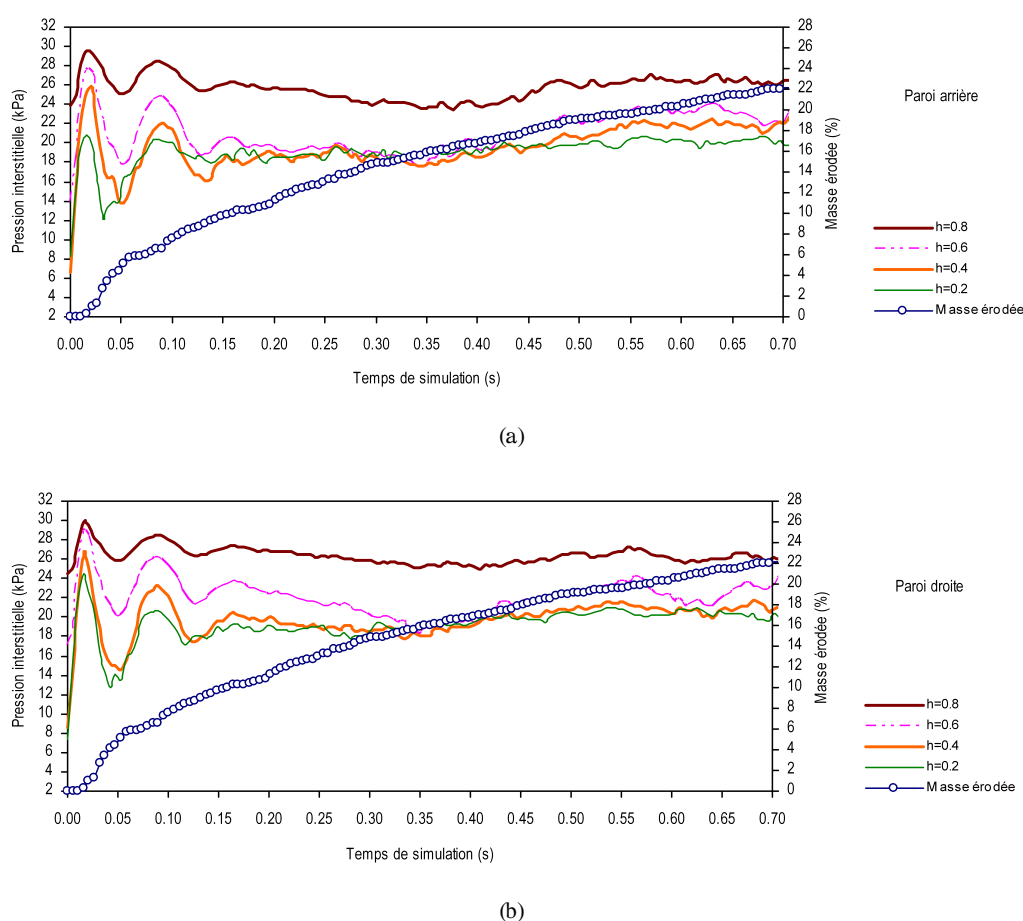 32
30
28
26
24
22
20
18
16
14
12
10
8
6
4
2
Pression interstitielle (kPa)
28
26
24
22
20
18
16
14
12
10
8
6
4
2
0
Masse érodée (%)
0.00 0.05 0.10 0.15 0.20 0.25 0.30 0.35 0.40 0.45 0.50 0.55 0.60 0.65 0.70
Temps de simulation (s)
Paroi arrière
h=0.8
h=0.6
h=0.4
h=0.2
Masse érodée
(a)
32
30
28
26
24
22
20
18
16
14
12
10
8
6
4
2
Pression interstitielle (kPa)
28
26
24
22
20
18
16
14
12
10
8
6
4
2
0
Masse érodée (%)
0.00 0.05 0.10 0.15 0.20 0.25 0.30 0.35 0.40 0.45 0.50 0.55 0.60 0.65 0.70
Temps de simulation (s)
Paroi droite
h=0.8
h=0.6
h=0.4
h=0.2
Masse érodée
(b)